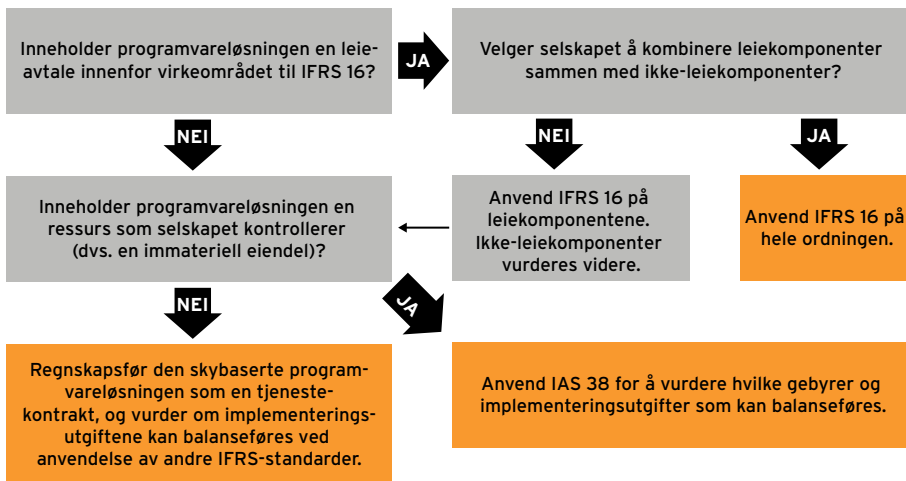 Inneholder programvareløsningen en leie-
avtale innenfor virkeområdet til IFRS 16?
JA
Velger selskapet å kombinere leiekomponenter
sammen med ikke-leiekomponenter?
NEI
NEI
JA
Inneholder programvareløsningen en
ressurs som selskapet kontrollerer
(dvs. en immateriell eiendel)?
Anvend IFRS 16 på
leiekomponentene.
Ikke-leiekomponenter
vurderes videre.
Anvend IFRS 16 på
hele ordningen.
NEI
JA
Regnskapsfør den skybaserte program-
vareløsningen som en tjeneste-
kontrakt, og vurder om implementerings-
utgiftene kan balanseføres ved
anvendelse av andre IFRS-standarder.
Anvend IAS 38 for å vurdere hvilke gebyrer og
implementeringsutgifter som kan balanseføres.